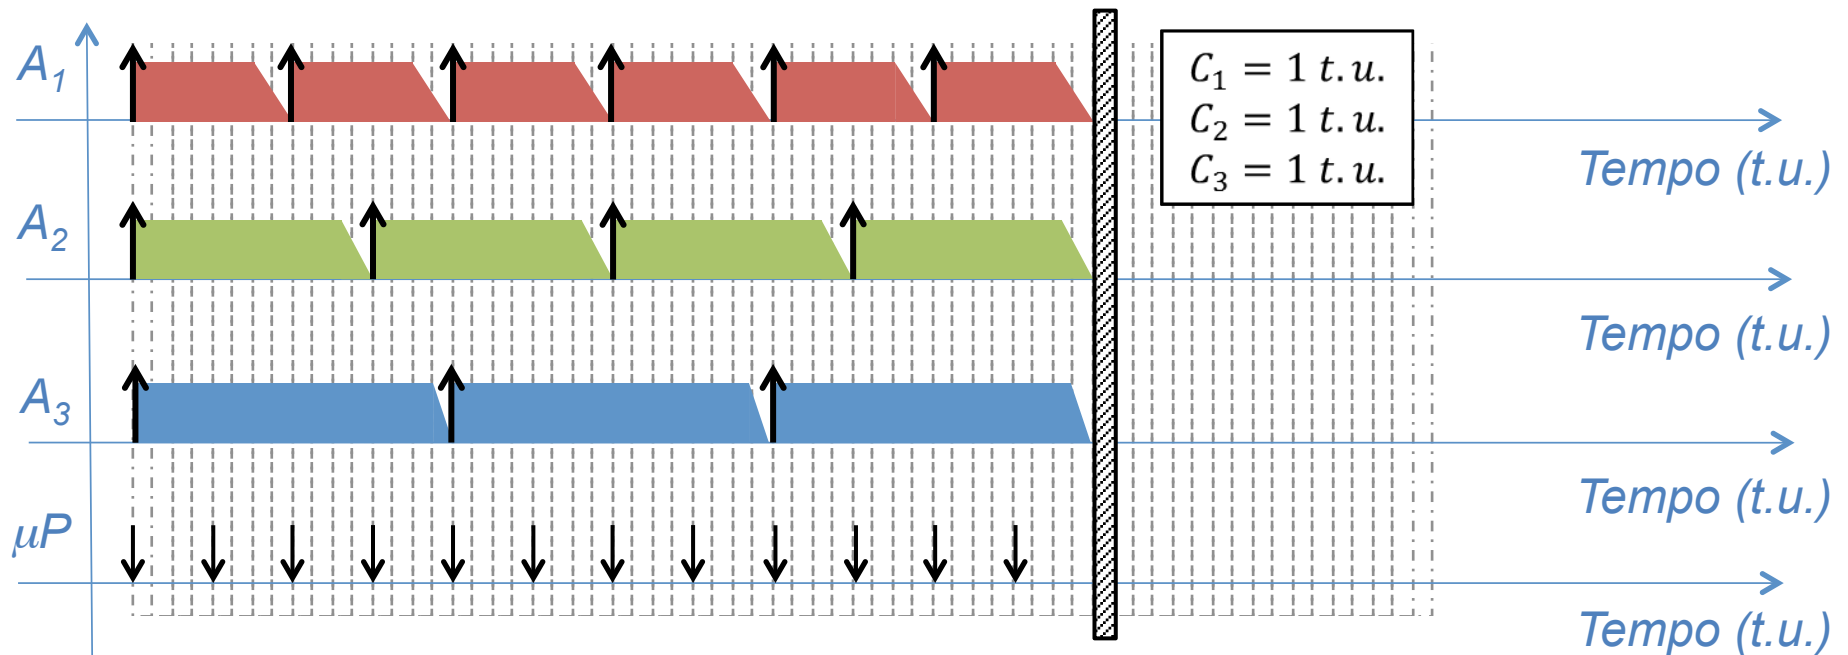 A1
C1 = 1 t.u.
C2 = 1 t.u.
C3 = 1 t.u.
Tempo (t.u.)
A2
Tempo (t.u.)
A3
Tempo (t.u.)
μP
Tempo (t.u.)